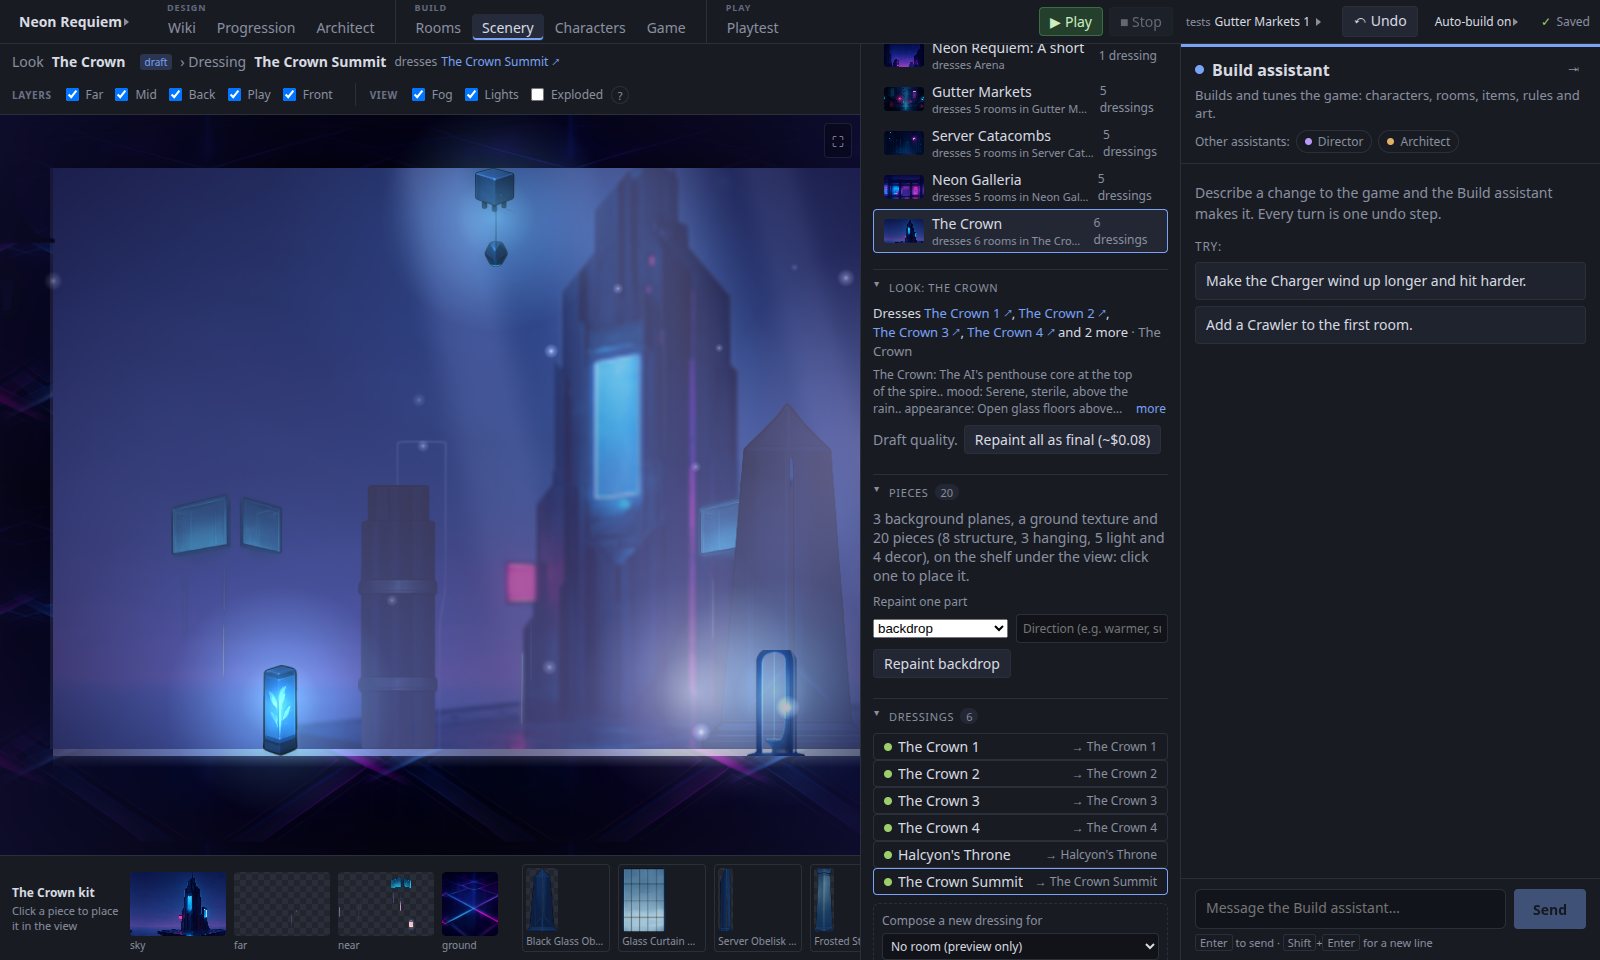 Neon Requiem
DESIGN
Wiki Progression Architect
BUILD
Rooms Scenery Characters Game
PLAY
Playtest
▶ Play
■ Stop
tests Gutter Markets 1
Undo
Auto-build on
✓ Saved
Look The Crown draft › Dressing The Crown Summit dresses The Crown Summit ↗
LAYERS Far Mid Back Play Front VIEW Fog Lights Exploded ?
Neon Requiem: A short
dresses Arena
1 dressing
Gutter Markets
dresses 5 rooms in Gutter M...
5 dressings
Server Catacombs
dresses 5 rooms in Server Cat...
5 dressings
Neon Galleria
dresses 5 rooms in Neon Gal...
5 dressings
The Crown
dresses 6 rooms in The Cro...
6 dressings
LOOK: THE CROWN
Dresses The Crown 1 ↗, The Crown 2 ↗,
The Crown 3 ↗, The Crown 4 ↗ and 2 more · The
Crown
The Crown: The AI's penthouse core at the top
of the spire.. mood: Serene, sterile, above the
rain.. appearance: Open glass floors above... more
Draft quality. Repaint all as final (~$0.08)
PIECES 20
3 background planes, a ground texture and
20 pieces (8 structure, 3 hanging, 5 light and
4 decor), on the shelf under the view: click
one to place it.
Repaint one part
backdrop
Direction (e.g. warmer, su
Repaint backdrop
DRESSINGS 6
The Crown 1 → The Crown 1
The Crown 2 → The Crown 2
The Crown 3 → The Crown 3
The Crown 4 → The Crown 4
Halcyon's Throne → Halcyon's Throne
The Crown Summit → The Crown Summit
Compose a new dressing for
No room (preview only)
The Crown kit
Click a piece to place
it in the view
sky
far
near
ground
Black Glass Ob...
Glass Curtain ...
Server Obelisk ...
Frosted St
Build assistant
Builds and tunes the game: characters, rooms, items, rules and
art.
Other assistants: Director Architect
Describe a change to the game and the Build assistant
makes it. Every turn is one undo step.
TRY:
Make the Charger wind up longer and hit harder.
Add a Crawler to the first room.
Message the Build assistant...
Send
Enter to send · Shift + Enter for a new line